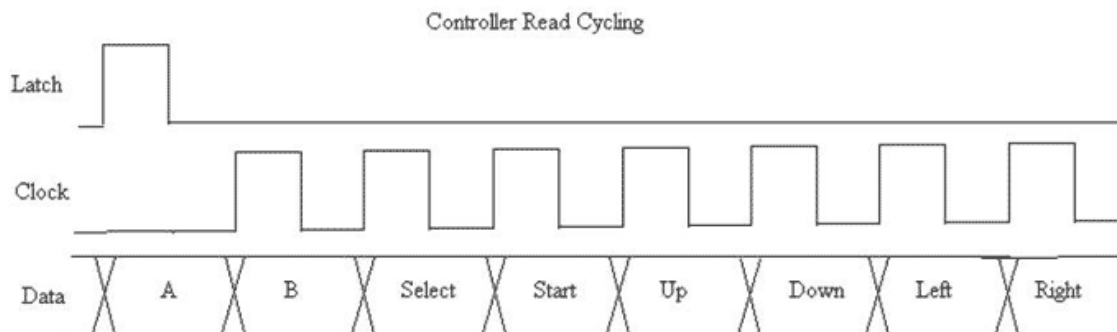 Controller Read Cycling
Latch
Clock
Data A B Select Start Up Down Left Right